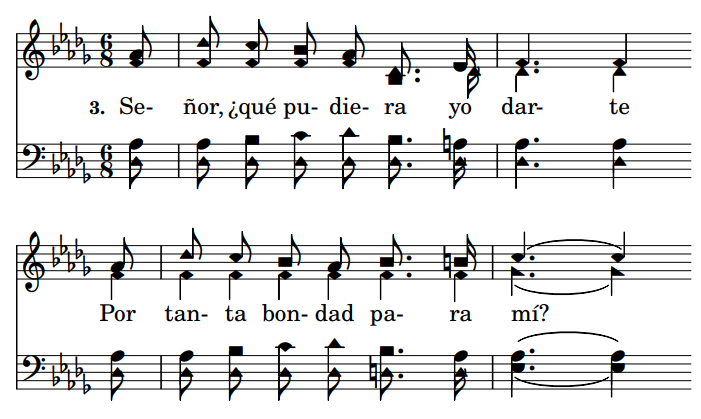 3. Se- ñor, ¿qué pu- die- ra yo dar- te
Por tan- ta bon- dad pa- ra mí?